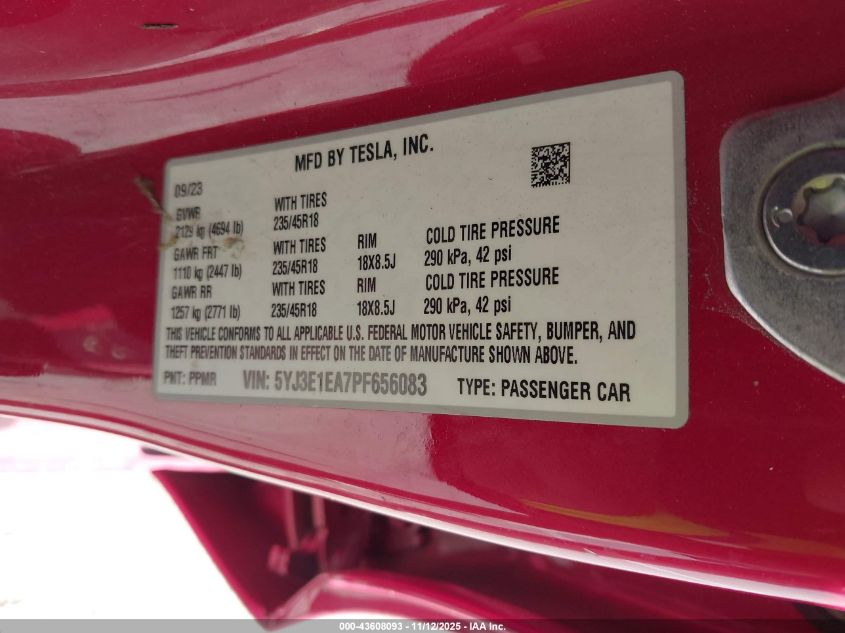 MFD BY TESLA, INC.
09/23
GVWR WITH TIRES
2129 kg (4694 lb) 235/45R18
GAWR FRT WITH TIRES RIM COLD TIRE PRESSURE
1110 kg (2447 lb) 235/45R18 18X8.5J 290 kPa, 42 psi
GAWR RR WITH TIRES RIM COLD TIRE PRESSURE
1257 kg (2771 lb) 235/45R18 18X8.5J 290 kPa, 42 psi
THIS VEHICLE CONFORMS TO ALL APPLICABLE U.S. FEDERAL MOTOR VEHICLE SAFETY, BUMPER, AND
THEFT PREVENTION STANDARDS IN EFFECT ON THE DATE OF MANUFACTURE SHOWN ABOVE.
PNT: PPMR VIN: 5YJ3E1EA7PF656083 TYPE: PASSENGER CAR
000-43608093 - 11/12/2025 - IAA Inc.